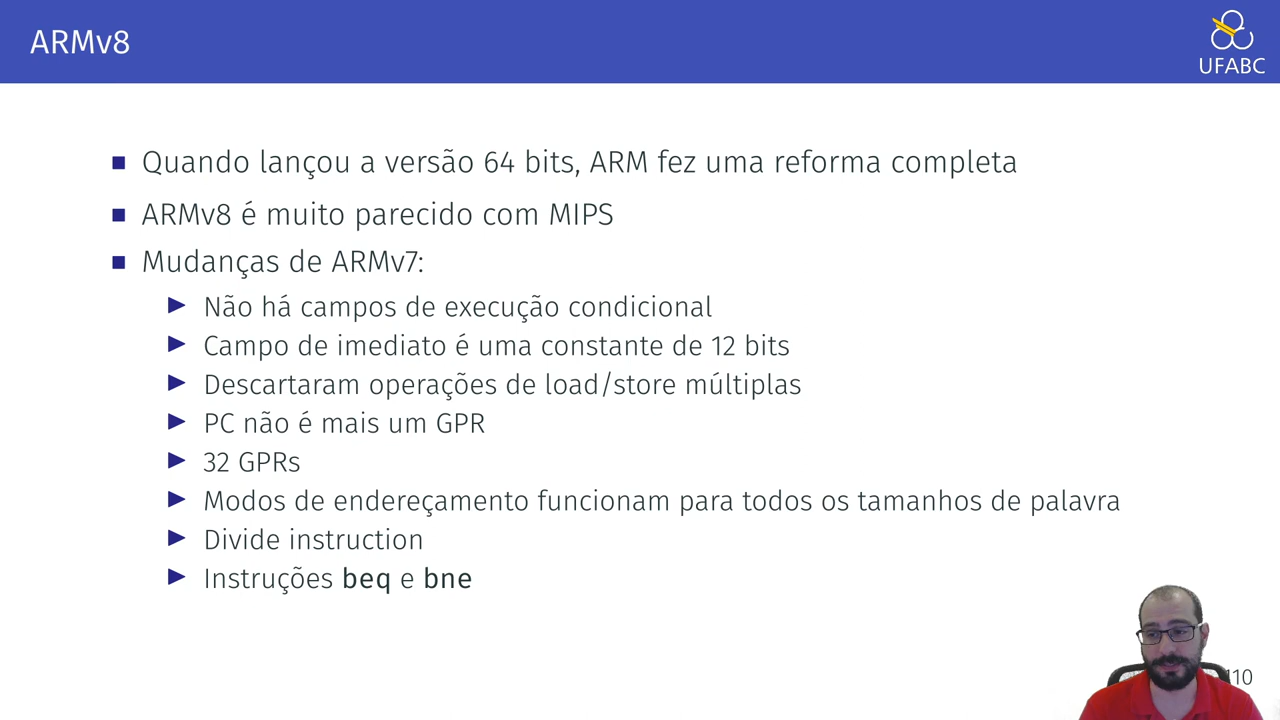 ARMv8
UFABC
Quando lançou a versão 64 bits, ARM fez uma reforma completa
ARMv8 é muito parecido com MIPS
Mudanças de ARMv7:
Não há campos de execução condicional
Campo de imediato é uma constante de 12 bits
Descartaram operações de load/store múltiplas
PC não é mais um GPR
32 GPRs
Modos de endereçamento funcionam para todos os tamanhos de palavra
Divide instruction
Instruções beq e bne
110